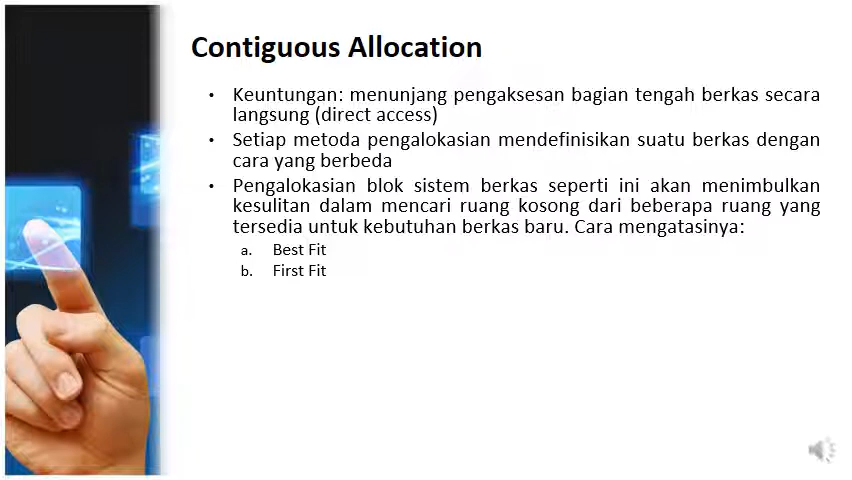 Contiguous Allocation
• Keuntungan: menunjang pengaksesan bagian tengah berkas secara
langsung (direct access)
• Setiap metoda pengalokasian mendefinisikan suatu berkas dengan
cara yang berbeda
• Pengalokasian blok sistem berkas seperti ini akan menimbulkan
kesulitan dalam mencari ruang kosong dari beberapa ruang yang
tersedia untuk kebutuhan berkas baru. Cara mengatasinya:
a. Best Fit
b. First Fit